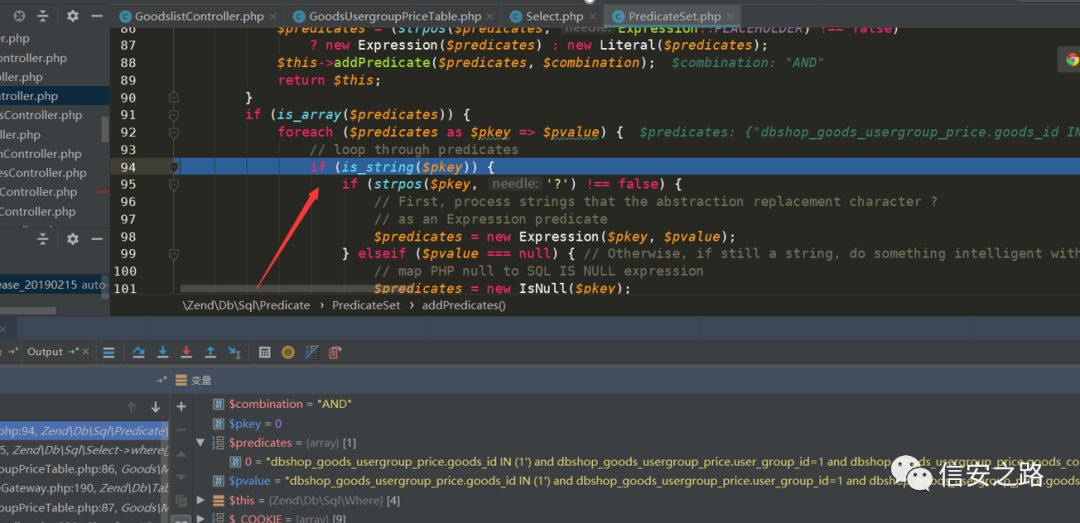 GoodslistController.php × GoodsUsergroupPriceTable.php × Select.php × PredicateSet.php ×
86 $predicates = (strpos($predicates, Expression::PLACEHOLDER) !== false)
87 ? new Expression($predicates) : new Literal($predicates);
88 $this->addPredicate($predicates, $combination); $combination: "AND"
89 return $this;
90 }
91 if (is_array($predicates)) {
92 foreach ($predicates as $pkey => $pvalue) { $predicates: {"dbshop_goods_usergroup_price.goods_id IN
93 // loop through predicates
94 if (is_string($pkey)) {
95 if (strpos($pkey, needle: '?') !== false) {
96 // First, process strings that the abstraction replacement character ?
97 // as an Expression predicate
98 $predicates = new Expression($pkey, $pvalue);
99 } elseif ($pvalue === null) { // Otherwise, if still a string, do something intelligent with
100 // map PHP null to SQL IS NULL expression
101 $predicates = new IsNull($pkey);
er.php
ontroller.php
ller.php
ntroller.php
sController.php
ller.php
nController.php
esController.php
Controller.php
Controller.php
ease_20190215 auto-
\Zend\Db\Sql\Predicate › PredicateSet › addPredicates()
Output
变量
php:94, Zend\Db\Sql\Predicate\
5, Zend\Db\Sql\Select->where()
oupPriceTable.php:86, Goods\M
eGateway.php:190, Zend\Db\Tab
oupPriceTable.php:87, Goods\M
$combination = "AND"
$pkey = 0
$predicates = {array} [1]
0 = "dbshop_goods_usergroup_price.goods_id IN (1') and dbshop_goods_usergroup_price.user_group_id=1 and dbshop_goods_usergroup_price.goods_co
$pvalue = "dbshop_goods_usergroup_price.goods_id IN (1') and dbshop_goods_usergroup_price.user_group_id=1 and dbshop_goods_usergroup_price.goods
$this = {Zend\Db\Sql\Where} [4]
$_COOKIE = {array} [9]
信安之路